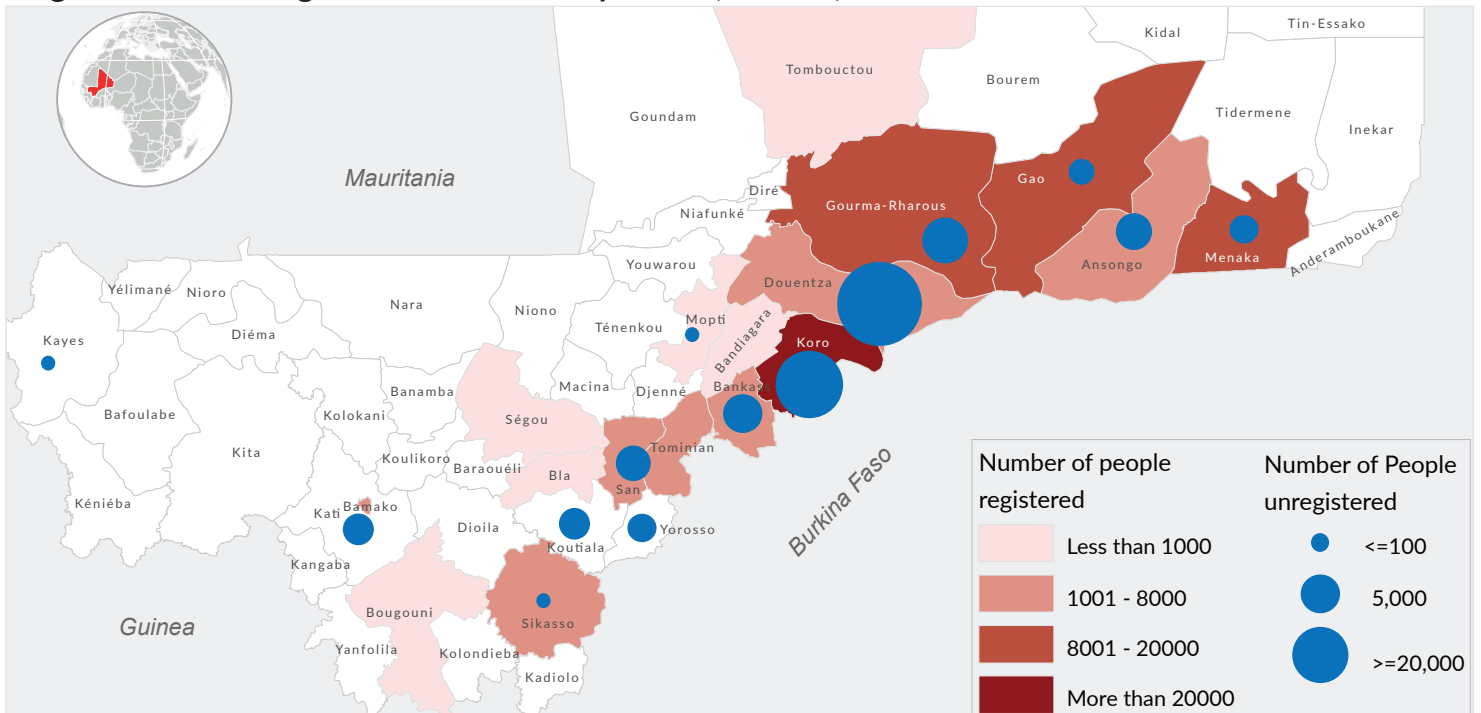 Kidal
Tin-Essako
Tombouctou
Bourem
Goundam
Tidermene
Inekar
Mauritania
Gao
Diré
Gourma-Rharous
Niafunké
Anderamboukane
Menaka
Ansongo
Youwarou
Douentza
Yélimané
Nioro
Nara
Niono
Ténenkou
Mopti
Diéma
Kayes
Koro
Bandiagara
Macina
Djenné
Bankas
Banamba
Bafoulabe
Kolokani
Ségou
Kita
Koulikoro
Baraouéli
Tominian
Bla
San
Kéniéba
Bamako
Kati
Dioila
Yorosso
Koutiala
Kangaba
Burkina Faso
Bougouni
Sikasso
Guinea
Yanfolila
Kolondieba
Kadiolo
Number of people
registered
Less than 1000
1001 - 8000
8001 - 20000
More than 20000
Number of People
unregistered
<=100
5,000
>=20,000